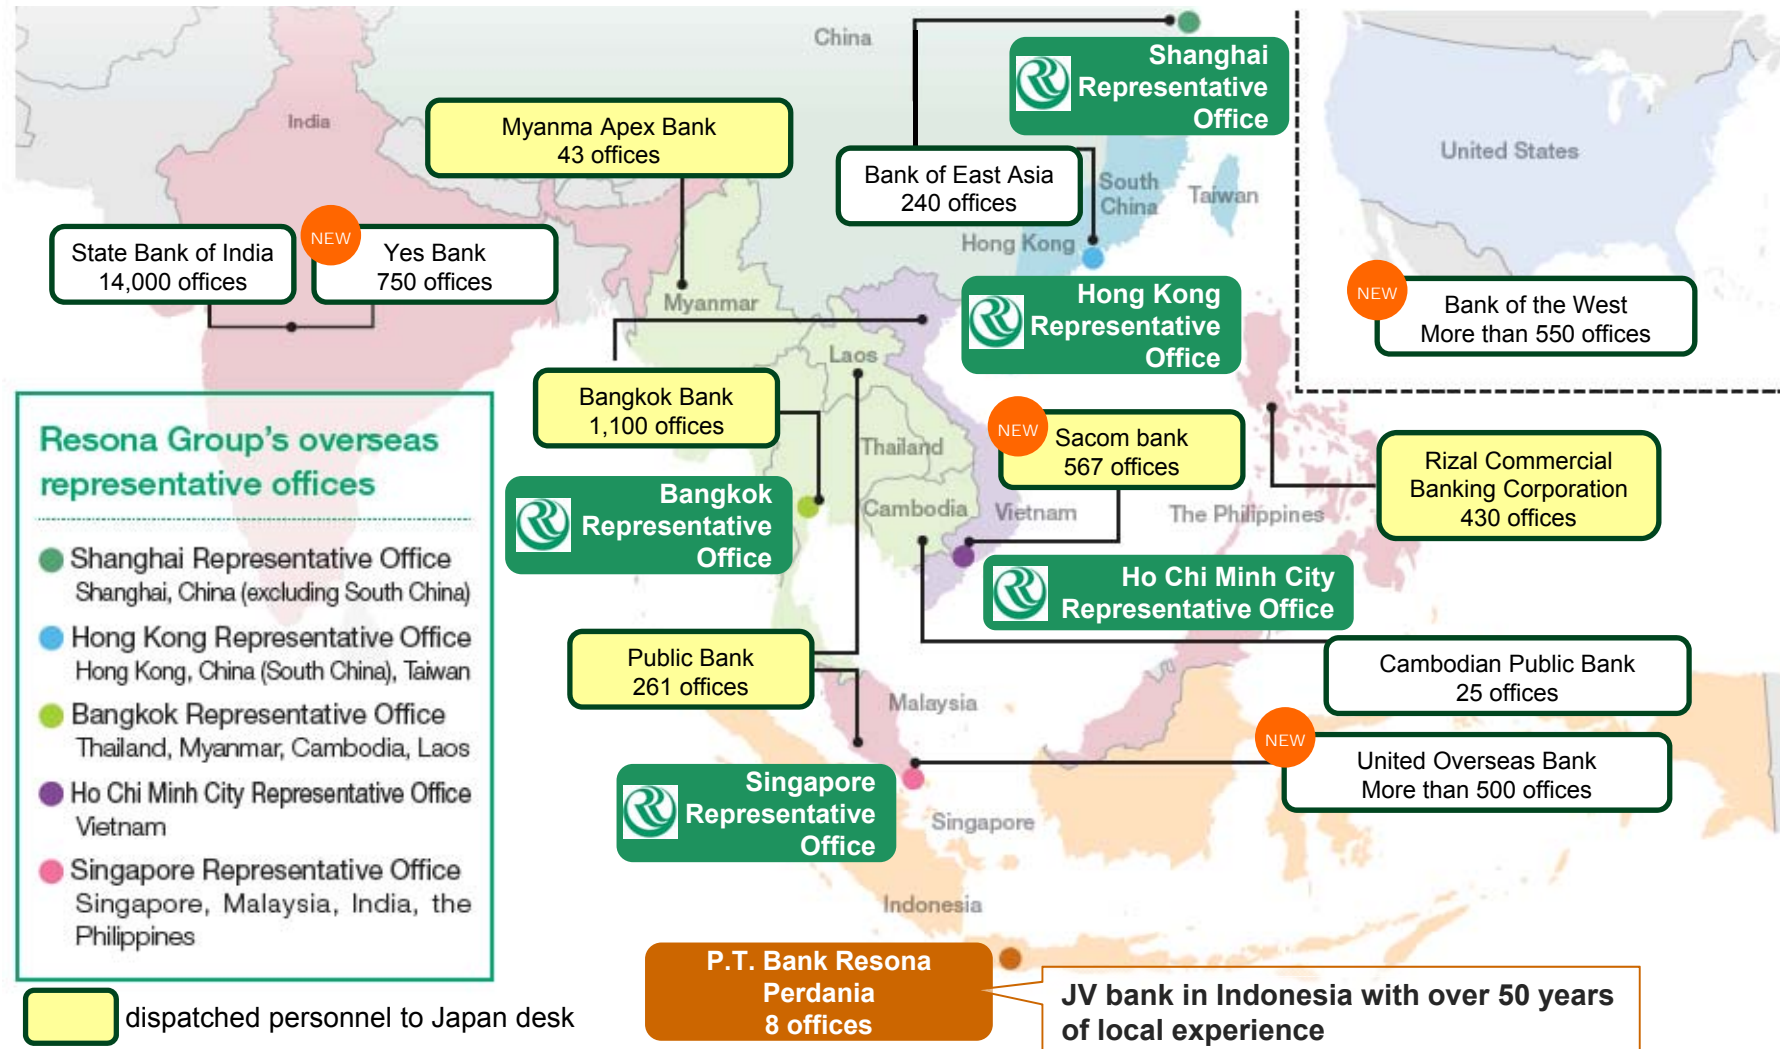 China
Shanghai
Representative
Office
India
Myanma Apex Bank
43 offices
United States
Bank of East Asia
240 offices
South
China
Taiwan
Hong Kong
State Bank of India
14,000 offices
NEW
Yes Bank
750 offices
Myanmar
Hong Kong
Representative
Office
NEW
Bank of the West
More than 550 offices
Laos
Bangkok Bank
1,100 offices
Thailand
NEW
Sacom bank
567 offices
Rizal Commercial
Banking Corporation
430 offices
Bangkok
Representative
Office
Cambodia
Vietnam
The Philippines
Ho Chi Minh City
Representative Office
Public Bank
261 offices
Cambodian Public Bank
25 offices
Malaysia
NEW
United Overseas Bank
More than 500 offices
Singapore
Representative
Office
Singapore
Indonesia
P.T. Bank Resona
Perdania
8 offices
JV bank in Indonesia with over 50 years
of local experience
Resona Group's overseas
representative offices
Shanghai Representative Office
Shanghai, China (excluding South China)
Hong Kong Representative Office
Hong Kong, China (South China), Taiwan
Bangkok Representative Office
Thailand, Myanmar, Cambodia, Laos
Ho Chi Minh City Representative Office
Vietnam
Singapore Representative Office
Singapore, Malaysia, India, the
Philippines
dispatched personnel to Japan desk